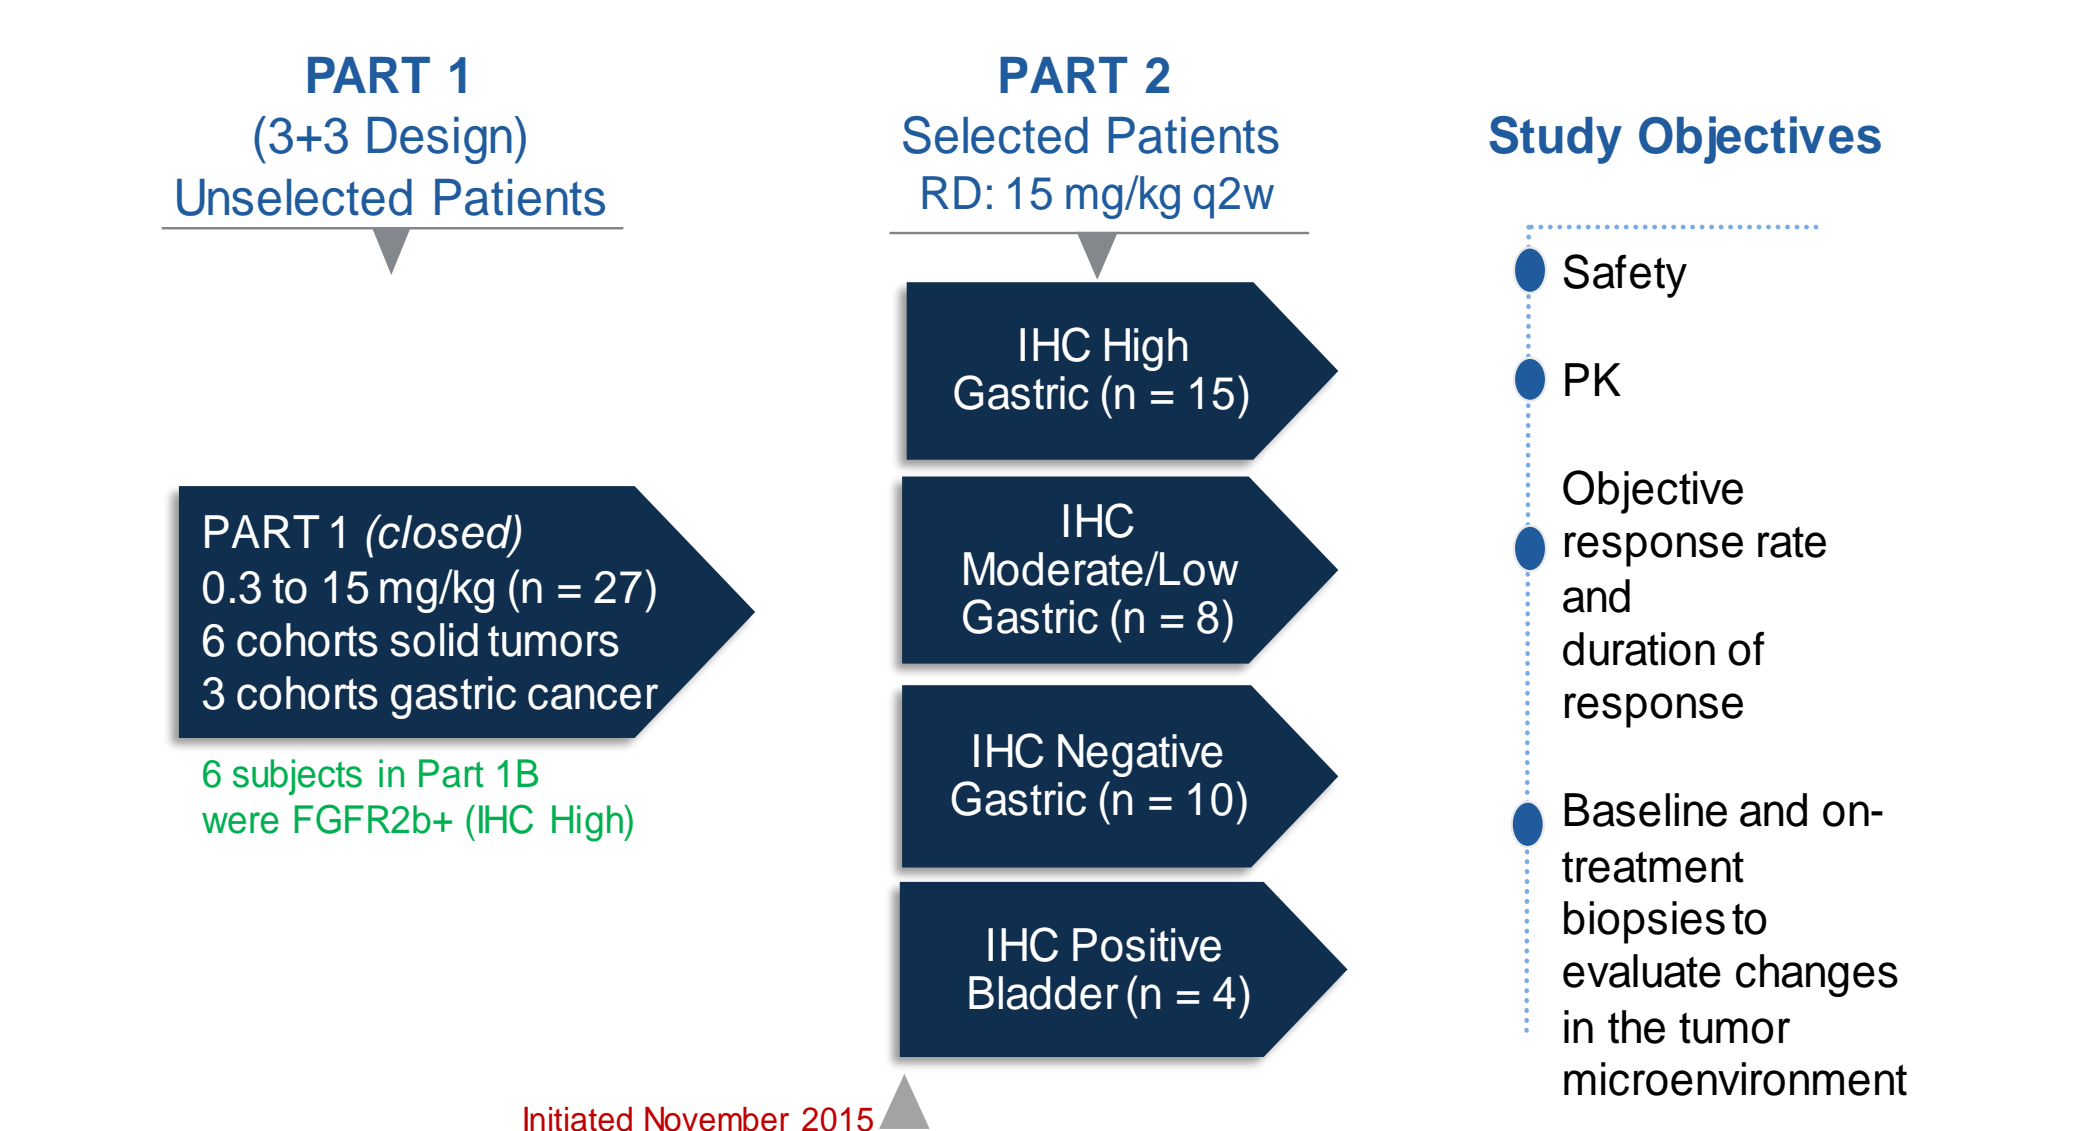 PART 1
(3+3 Design)
Unselected Patients
PART 1 (closed)
0.3 to 15 mg/kg (n = 27)
6 cohorts solid tumors
3 cohorts gastric cancer
6 subjects in Part 1B
were FGFR2b+ (IHC High)
PART 2
Selected Patients
RD: 15 mg/kg q2w
IHC High
Gastric (n = 15)
IHC
Moderate/Low
Gastric (n = 8)
IHC Negative
Gastric (n = 10)
IHC Positive
Bladder (n = 4)
Initiated November 2015
Study Objectives
Safety
PK
Objective
response rate
and
duration of
response
Baseline and on-
treatment
biopsies to
evaluate changes
in the tumor
microenvironment